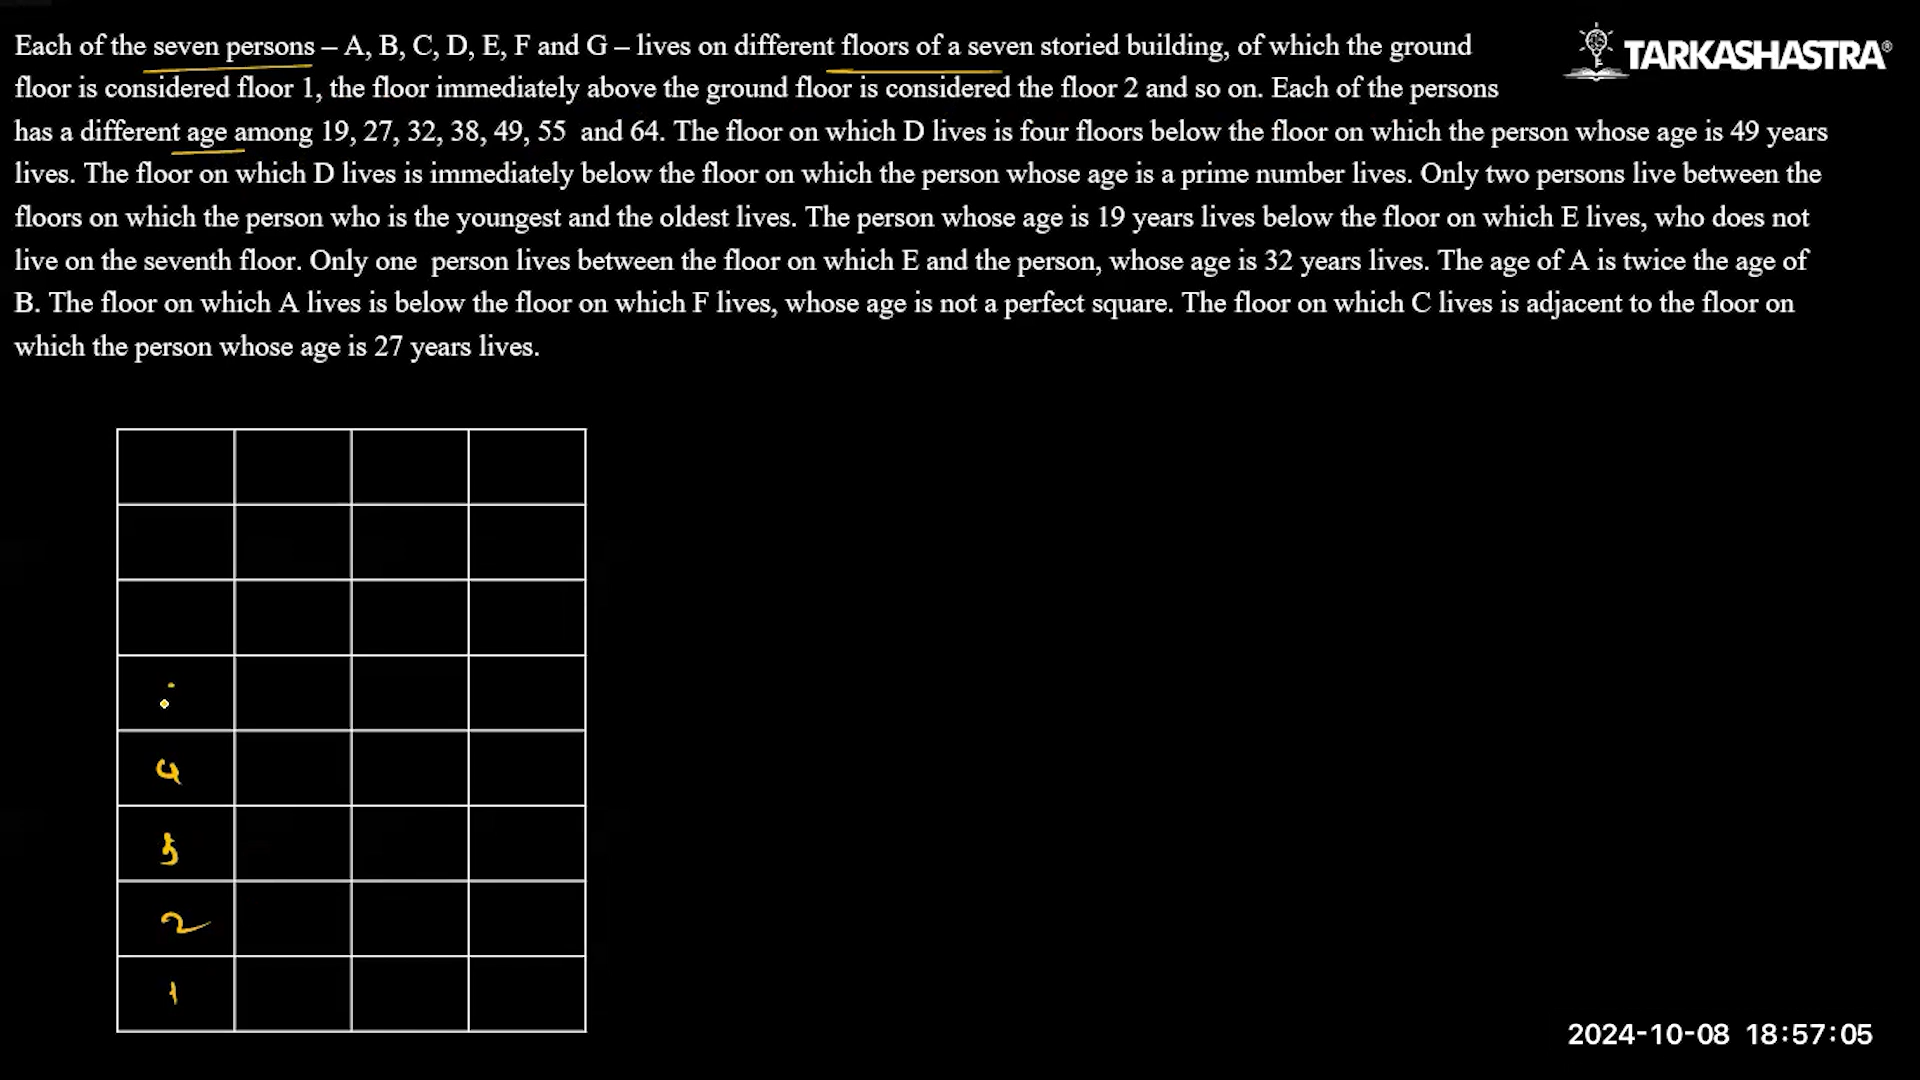 Each of the seven persons – A, B, C, D, E, F and G – lives on different floors of a seven storied building, of which the ground
floor is considered floor 1, the floor immediately above the ground floor is considered the floor 2 and so on. Each of the persons
has a different age among 19, 27, 32, 38, 49, 55 and 64. The floor on which D lives is four floors below the floor on which the person whose age is 49 years
lives. The floor on which D lives is immediately below the floor on which the person whose age is a prime number lives. Only two persons live between the
floors on which the person who is the youngest and the oldest lives. The person whose age is 19 years lives below the floor on which E lives, who does not
live on the seventh floor. Only one person lives between the floor on which E and the person, whose age is 32 years lives. The age of A is twice the age of
B. The floor on which A lives is below the floor on which F lives, whose age is not a perfect square. The floor on which C lives is adjacent to the floor on
which the person whose age is 27 years lives.
TARKASHASTRA®
4
3
2
1
2024-10-08 18:57:05